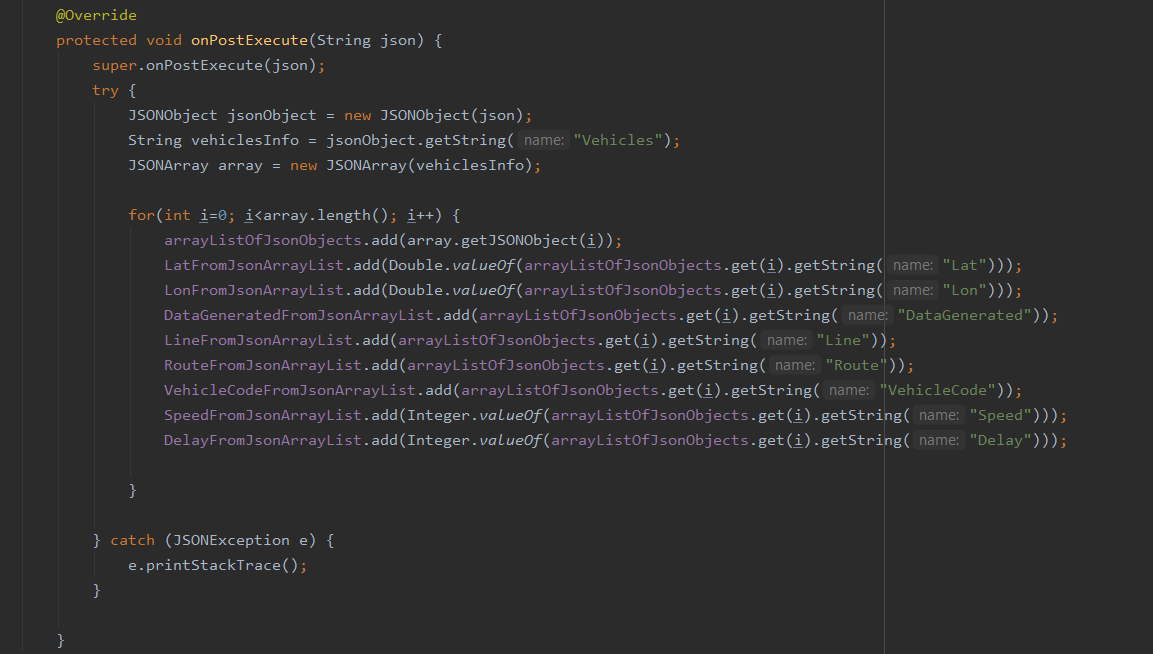 @Override
protected void onPostExecute(String json) {
super.onPostExecute(json);
try {
JSONObject jsonObject = new JSONObject(json);
String vehiclesInfo = jsonObject.getString( name: "Vehicles");
JSONArray array = new JSONArray(vehiclesInfo);
for(int i=0; i<array.length(); i++) {
arrayListOfJsonObjects.add(array.getJSONObject(i));
LatFromJsonArrayList.add(Double.valueOf(arrayListOfJsonObjects.get(i).getString( name: "Lat")));
LonFromJsonArrayList.add(Double.valueOf(arrayListOfJsonObjects.get(i).getString( name: "Lon")));
DataGeneratedFromJsonArrayList.add(arrayListOfJsonObjects.get(i).getString( name: "DataGenerated"));
LineFromJsonArrayList.add(arrayListOfJsonObjects.get(i).getString( name: "Line"));
RouteFromJsonArrayList.add(arrayListOfJsonObjects.get(i).getString( name: "Route"));
VehicleCodeFromJsonArrayList.add(arrayListOfJsonObjects.get(i).getString( name: "VehicleCode"));
SpeedFromJsonArrayList.add(Integer.valueOf(arrayListOfJsonObjects.get(i).getString( name: "Speed")));
DelayFromJsonArrayList.add(Integer.valueOf(arrayListOfJsonObjects.get(i).getString( name: "Delay")));
}
} catch (JSONException e) {
e.printStackTrace();
}
}